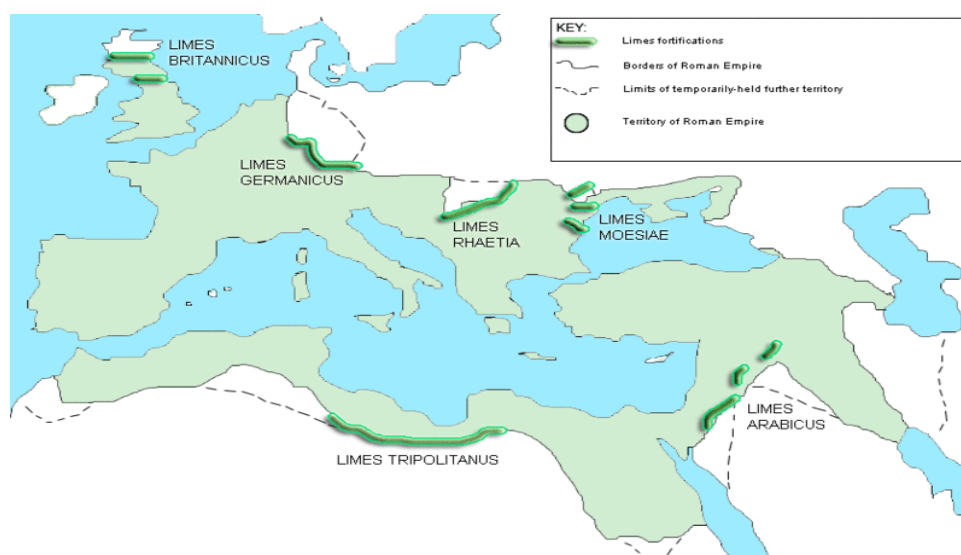 LIMES
BRITANNICUS
KEY:
Limes fortifications
Borders of Roman Empire
Limits of temporarily-held further territory
Territory of Roman Empire
LIMES
GERMANICUS
LIMES
RHAETIA
LIMES
MOESIAE
LIMES
ARABICUS
LIMES TRIPOLITANUS